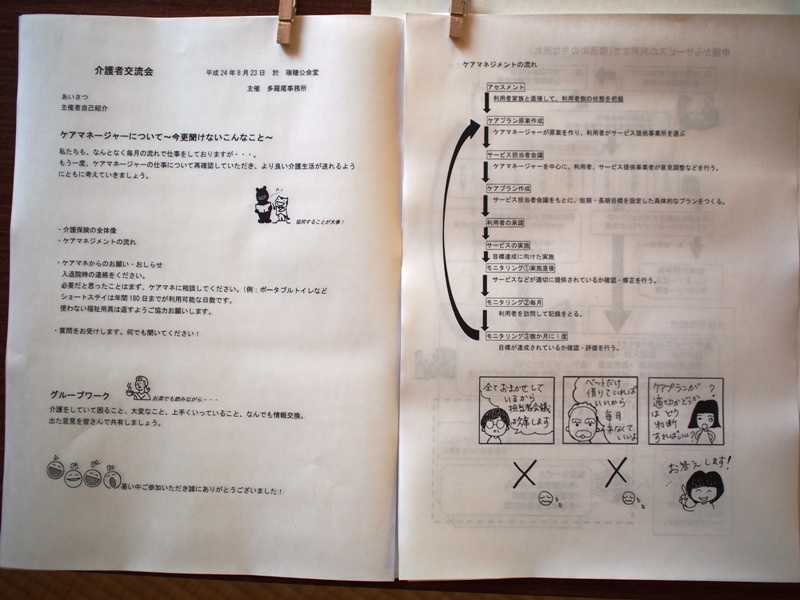 介護者交流会
平成24年8月23日 於 瑞穂公会堂
主催 多羅尾事務所
あいさつ
主催者自己紹介
ケアマネージャーについて~今更聞けないこんなこと~
私たちも、なんとなく毎月の流れで仕事をしておりますが・・・。
もう一度、ケアマネージャーの仕事について再確認していただき、より良い介護生活が送れるよう
にともに考えていきましょう。
協同することが大事!
・介護保険の全体像
・ケアマネジメントの流れ
・ケアマネからのお願い・おしらせ
入退院時の連絡をください。
必要だと思ったことはまず、ケアマネに相談してください。(例:ポータブルトイレなど
ショートステイは年間180日までが利用可能な日数です。
使わない福祉用具は返すようご協力お願いします。
・質問をお受けします。何でも聞いてください!
グループワーク
お茶でも飲みながら・・・
介護をしていて困ること、大変なこと、上手くいっていること、なんでも情報交換。
出た意見を皆さんで共有しましょう。
暑い中ご参加いただき誠にありがとうございました!
ケアマネジメントの流れ
アセスメント
利用者家族と面接して、利用者側の状態を把握
ケアプラン原案作成
ケアマネージャーが原案を作り、利用者がサービス提供事業所を選ぶ
サービス担当者会議
ケアマネージャーを中心に、利用者、サービス提供事業者が意見調整などを行う。
ケアプラン作成
サービス担当者会議をもとに、短期・長期目標を設定した具体的なプランをつくる。
利用者の承諾
サービスの実施
目標達成に向けた実施
モニタリング①実施直後
サービスなどが適切に提供されているか確認・修正を行う。
モニタリング②毎月
利用者を訪問して記録をとる。
モニタリング③数か月に1度
目標が達成されているか確認・評価を行う。
全ておまかせして
いるから
担当者会議
は欠席します
ベットだけ
借りてれば
いいから
毎月
来なくて
いいよ
ケアプランが
適切かどうか
はどう
判断
すればいい?
?
お答えします!